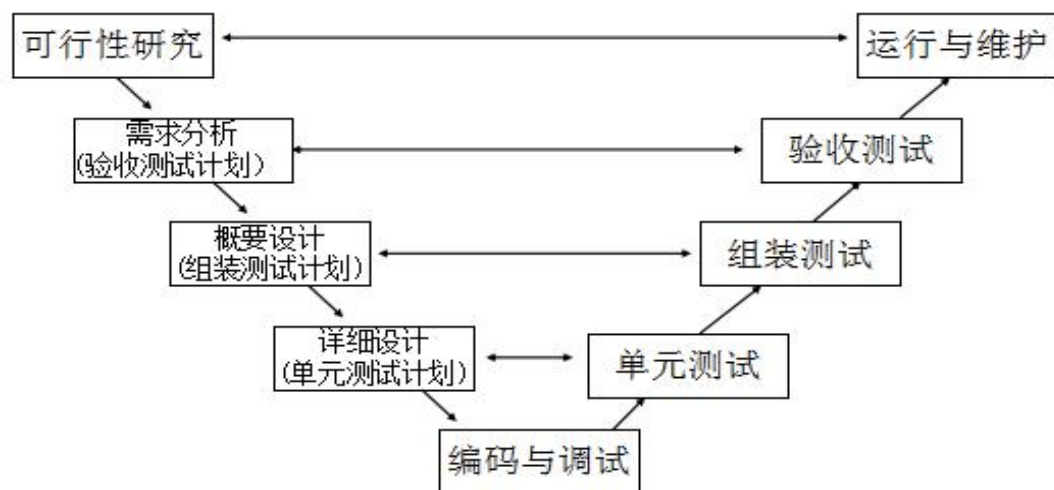 可行性研究
运行与维护
需求分析
(验收测试计划)
验收测试
概要设计
(组装测试计划)
组装测试
详细设计
(单元测试计划)
单元测试
编码与调试